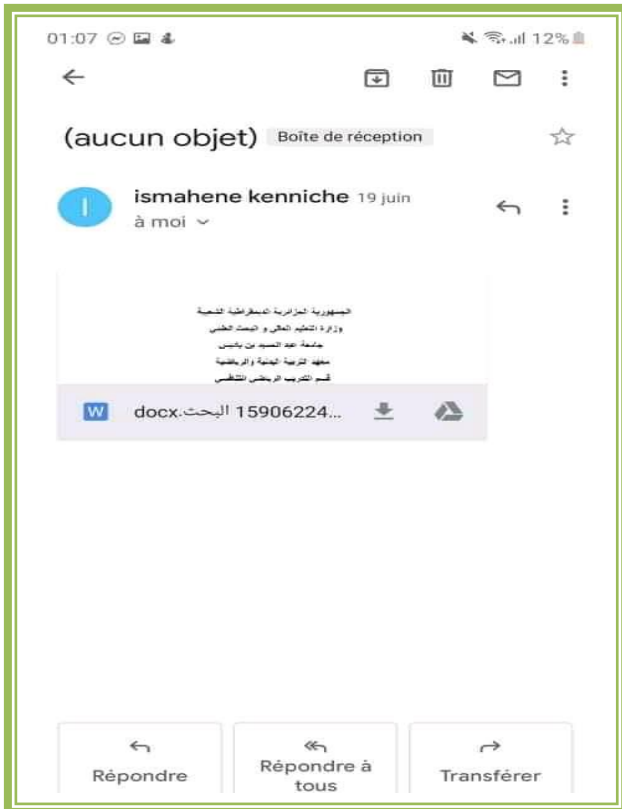 01:07 12%
(aucun objet) Boîte de réception
I
ismahene kenniche 19 juin
à moi
الجمهورية الجزائرية الديمقراطية الشعبية
وزارة التعليم العالي و البحث العلمي
جامعة عبد الحميد بن باديس
معهد التربية البدنية والرياضية
قسم التدريب الرياضي التنافسي
W
15906224... البحث.docx
Répondre
Répondre à
tous
Transférer